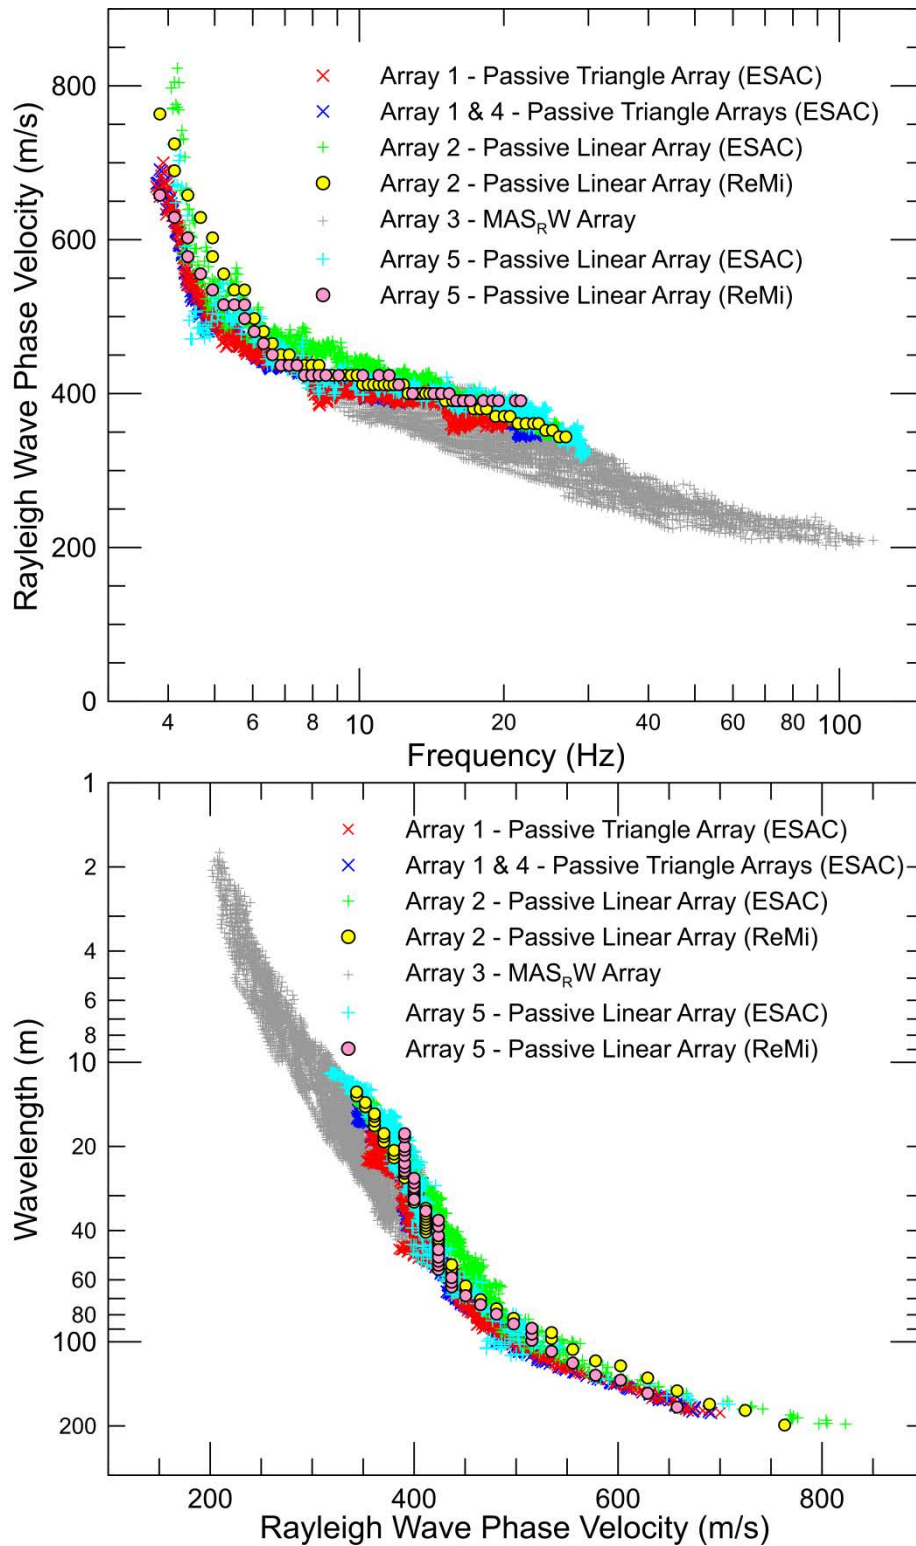 800
600
400
200
0
Rayleigh Wave Phase Velocity (m/s)
Array 1 - Passive Triangle Array (ESAC)
Array 1 & 4 - Passive Triangle Arrays (ESAC)
Array 2 - Passive Linear Array (ESAC)
Array 2 - Passive Linear Array (ReMi)
Array 3 - MASRW Array
Array 5 - Passive Linear Array (ESAC)
Array 5 - Passive Linear Array (ReMi)
4 6 8 10 20 40 60 80 100
Frequency (Hz)
1
2
4
6
8
10
20
40
60
80
100
200
Wavelength (m)
Array 1 - Passive Triangle Array (ESAC)
Array 1 & 4 - Passive Triangle Arrays (ESAC)
Array 2 - Passive Linear Array (ESAC)
Array 2 - Passive Linear Array (ReMi)
Array 3 - MASRW Array
Array 5 - Passive Linear Array (ESAC)
Array 5 - Passive Linear Array (ReMi)
200 400 600 800
Rayleigh Wave Phase Velocity (m/s)